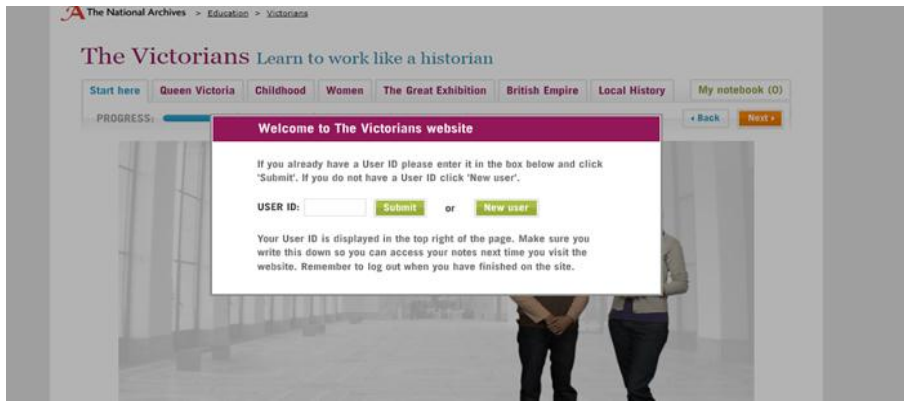 The National Archives > Education > Victorians
The Victorians Learn to work like a historian
Start here Queen Victoria Childhood Women The Great Exhibition British Empire Local History My notebook (0)
PROGRESS: ‹ Back Next ›
Welcome to The Victorians website
If you already have a User ID please enter it in the box below and click
'Submit'. If you do not have a User ID click 'New user'.
USER ID: Submit or New user
Your User ID is displayed in the top right of the page. Make sure you
write this down so you can access your notes next time you visit the
website. Remember to log out when you have finished on the site.